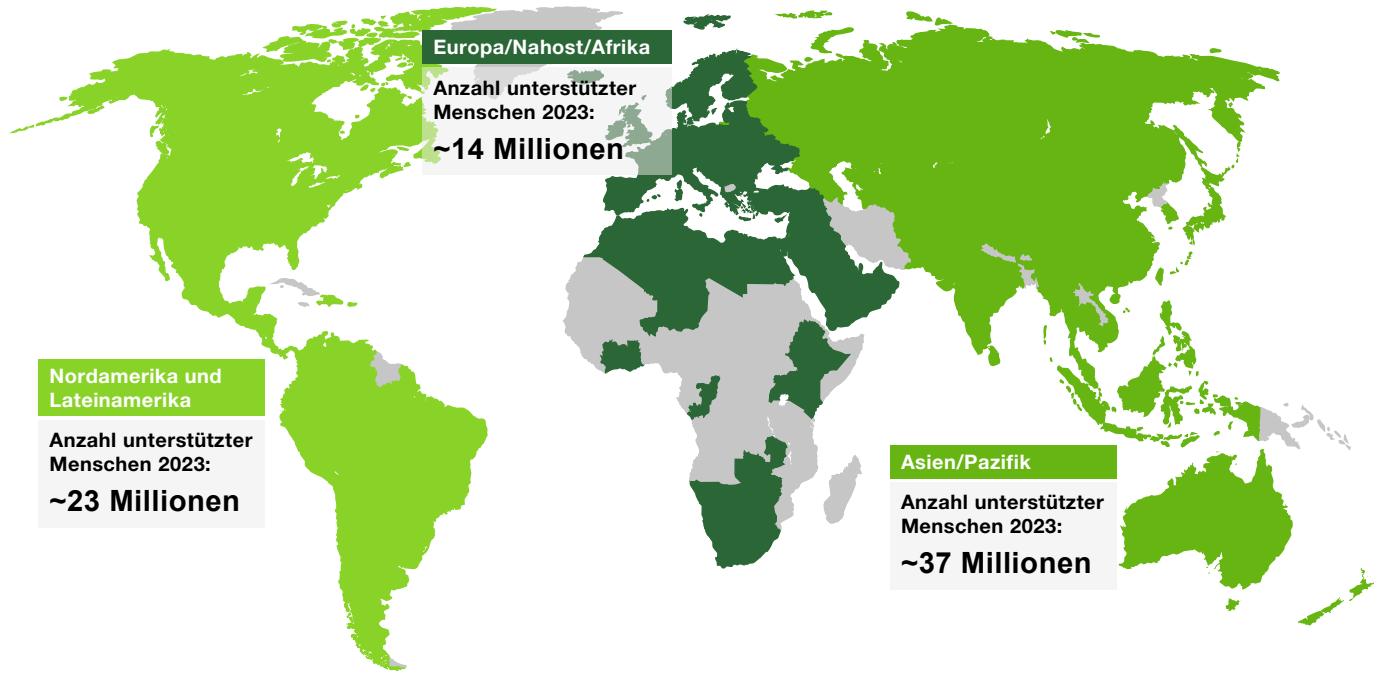 Europa/Nahost/Afrika
Anzahl unterstützter
Menschen 2023:
~14 Millionen
Nordamerika und
Lateinamerika
Anzahl unterstützter
Menschen 2023:
~23 Millionen
Asien/Pazifik
Anzahl unterstützter
Menschen 2023:
~37 Millionen